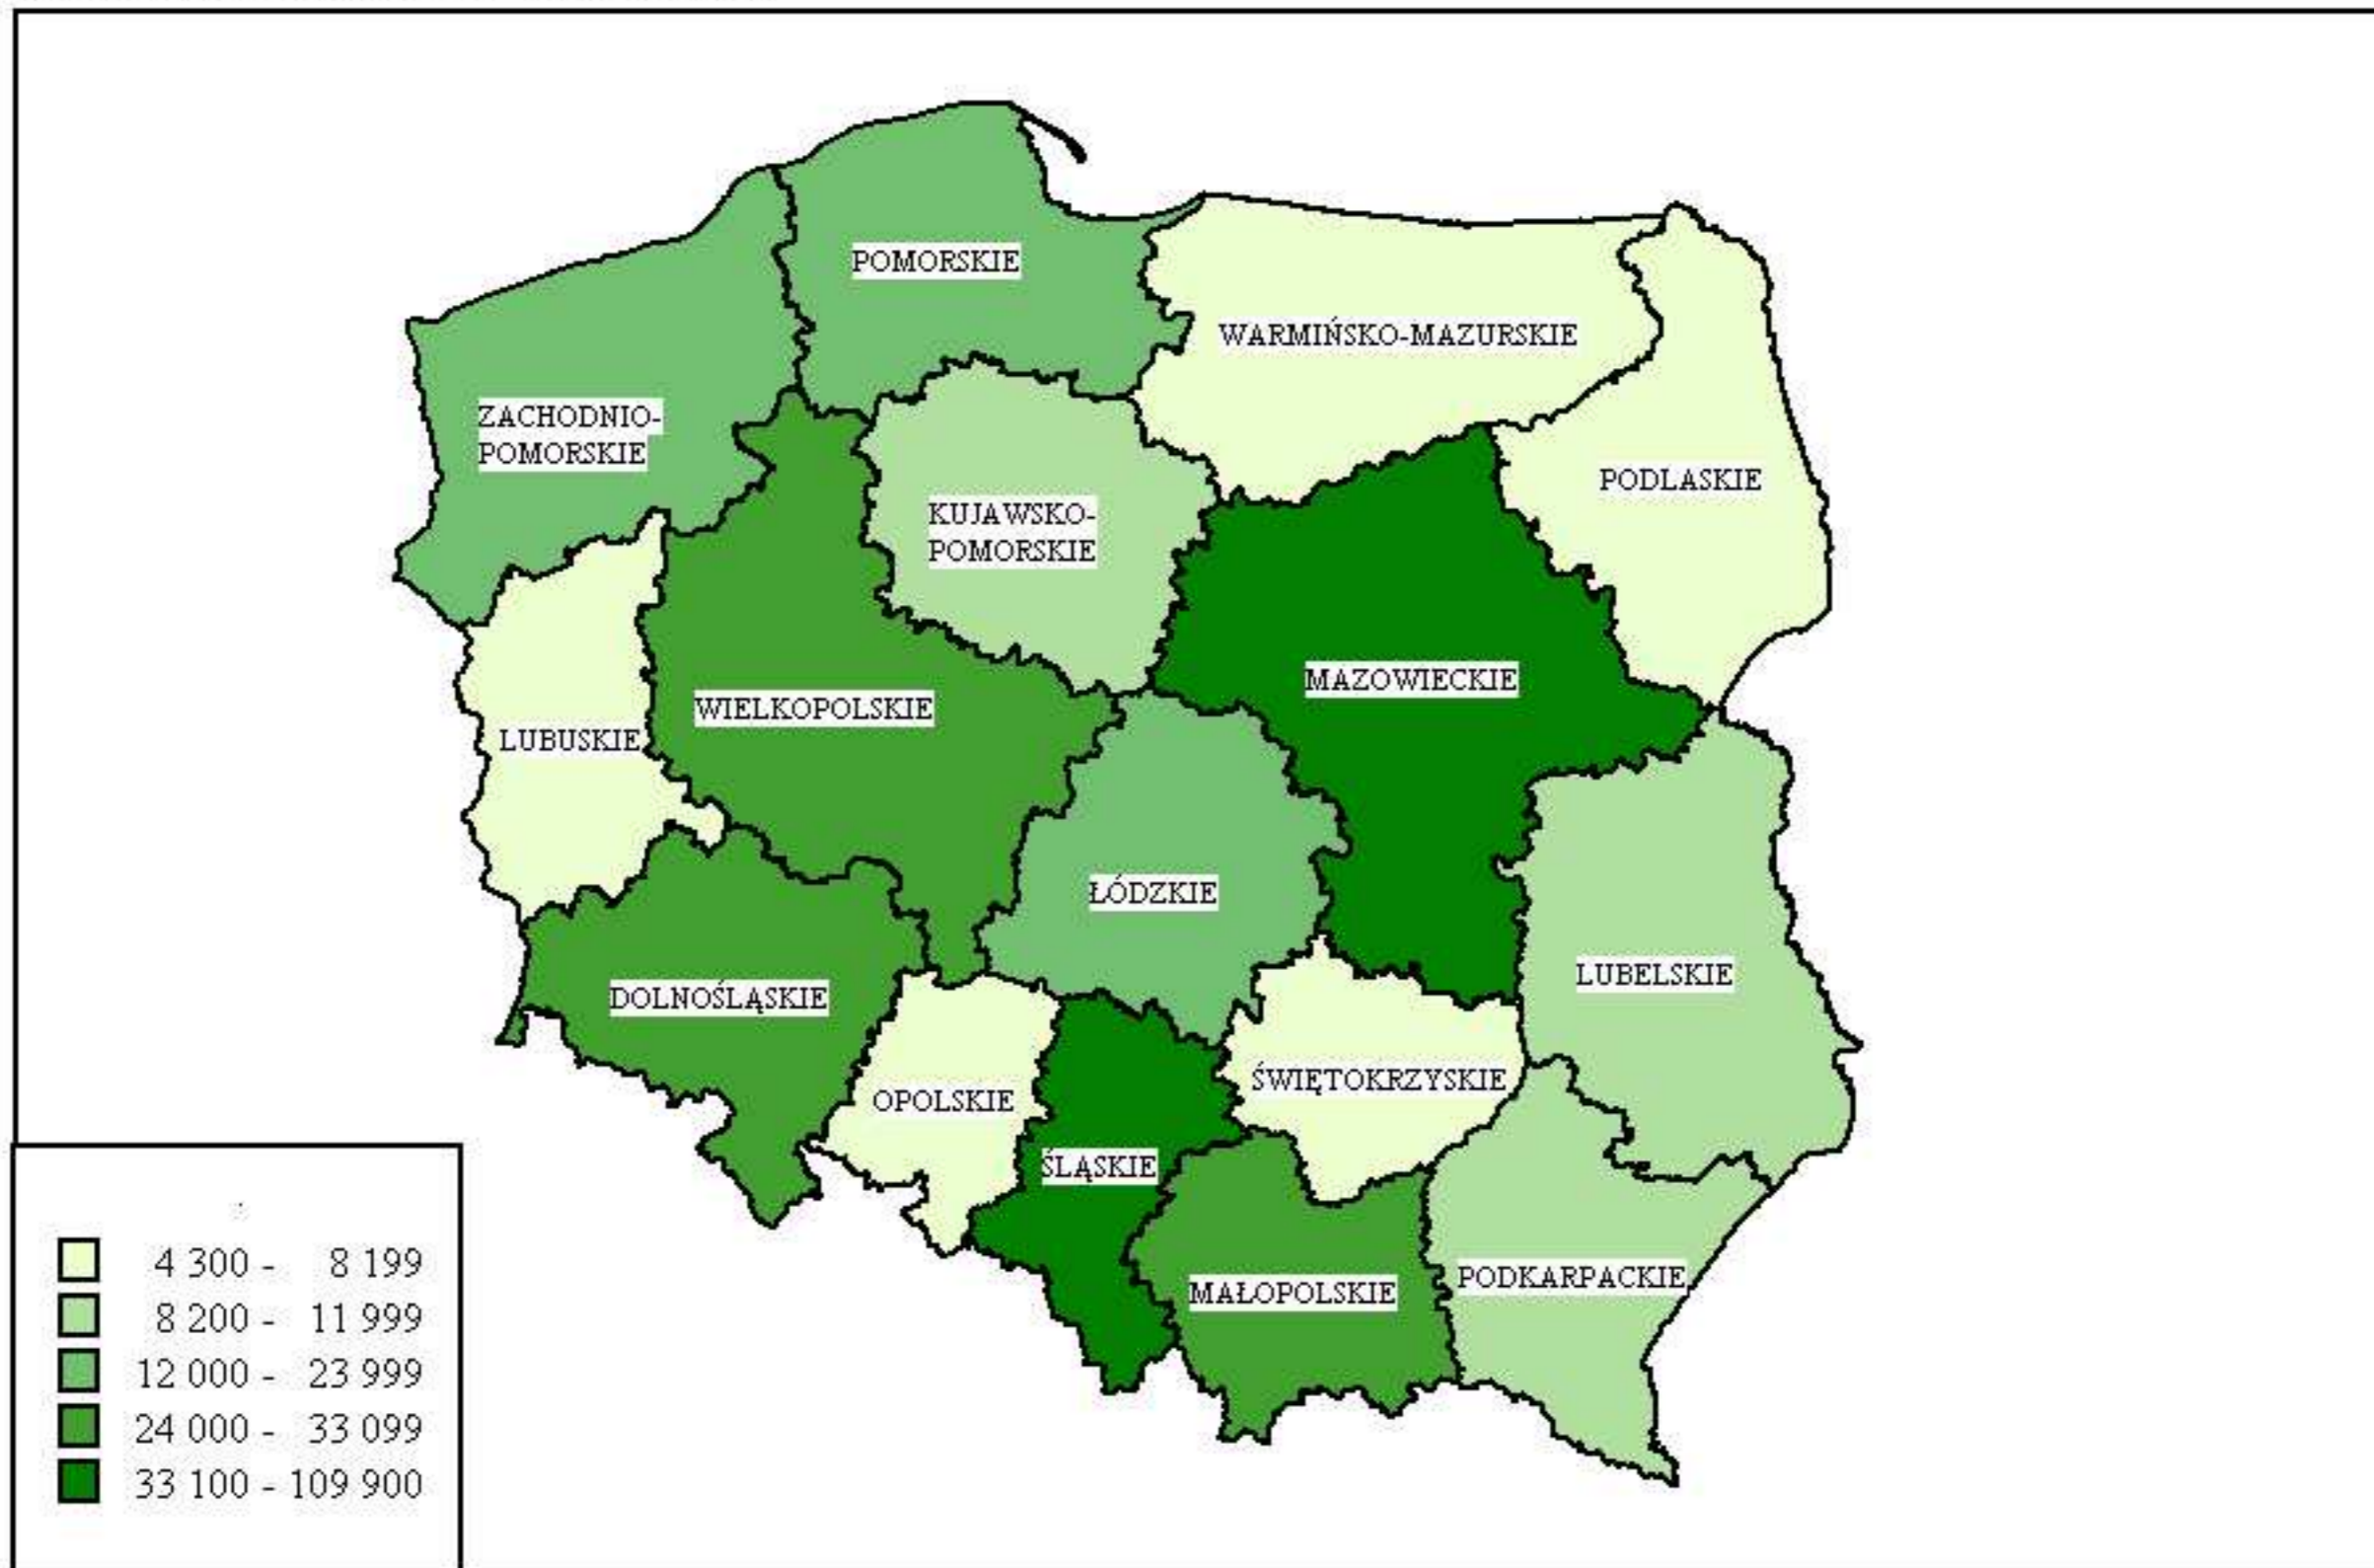 POMORSKIE
WARMIŃSKO-MAZURSKIE
ZACHODNIO-
POMORSKIE
PODLASKIE
KUJAWSKO-
POMORSKIE
MAZOWIECKIE
WIELKOPOLSKIE
LUBUSKIE
ŁÓDZKIE
LUBELSKIE
DOLNOŚLĄSKIE
ŚWIĘTOKRZYSKIE
OPOLSKIE
ŚLĄSKIE
PODKARPACKIE
MAŁOPOLSKIE
4 300 - 8 199
8 200 - 11 999
12 000 - 23 999
24 000 - 33 099
33 100 - 109 900